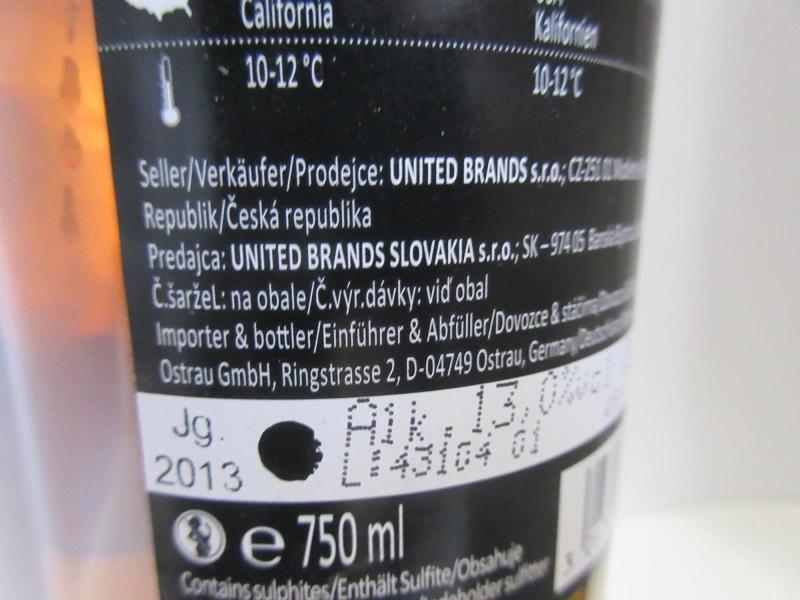 California
Kalifornien
10-12 °C
10-12 °C
Seller/Verkäufer/Prodejce: UNITED BRANDS s.r.o.; CZ-251 01
Republik/Česká republika
Predajca: UNITED BRANDS SLOVAKIA s.r.o.; SK – 974 05 Banská
Č.šaržeL: na obale/Č.výr.dávky: viď obal
Importer & bottler/Einführer & Abfüller/Dovozce & stáčírna/
Ostrau GmbH, Ringstrasse 2, D-04749 Ostrau, Germany/
Jg.
2013
Alk. 13.0%
e 750 ml
Contains sulphites/Enthält Sulfite/Obsahuje
sulfitter